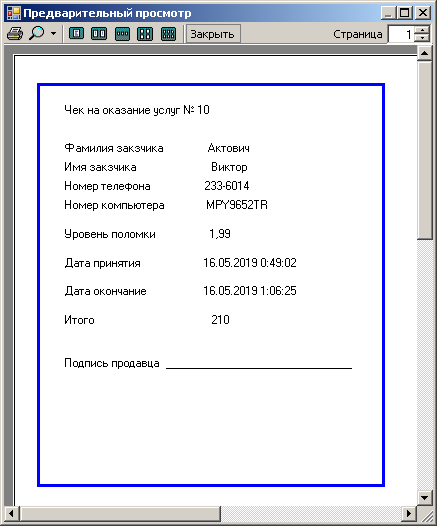 Предварительный просмотр
Закрыть
Страница 1
Чек на оказание услуг № 10
Фамилия закзчика Актович
Имя закзчика Виктор
Номер телефона 233-6014
Номер компьютера MPY9652TR
Уровень поломки 1,99
Дата принятия 16.05.2019 0:49:02
Дата окончание 16.05.2019 1:06:25
Итого 210
Подпись продавца